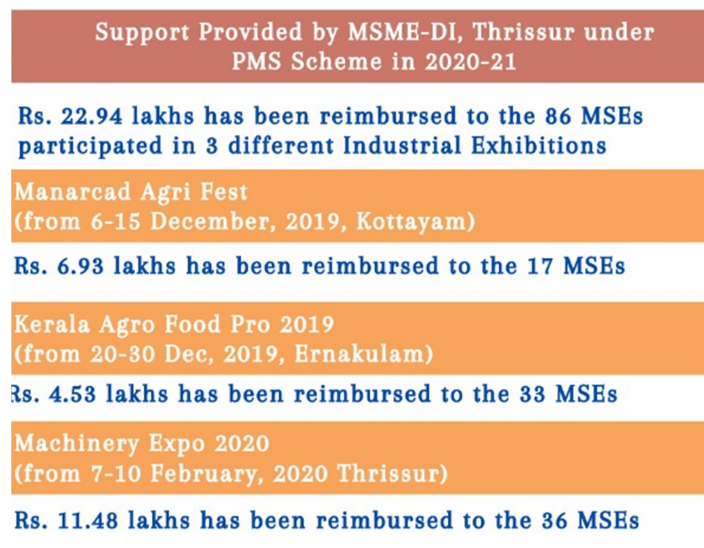 Support Provided by MSME-DI, Thrissur under
PMS Scheme in 2020-21
Rs. 22.94 lakhs has been reimbursed to the 86 MSEs
participated in 3 different Industrial Exhibitions
Manarcad Agri Fest
(from 6-15 December, 2019, Kottayam)
Rs. 6.93 lakhs has been reimbursed to the 17 MSEs
Kerala Agro Food Pro 2019
(from 20-30 Dec, 2019, Ernakulam)
Rs. 4.53 lakhs has been reimbursed to the 33 MSEs
Machinery Expo 2020
(from 7-10 February, 2020 Thrissur)
Rs. 11.48 lakhs has been reimbursed to the 36 MSEs